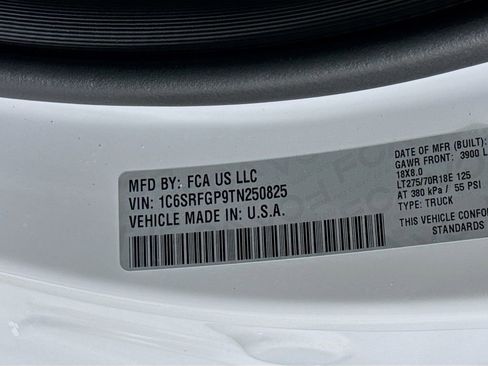 MFD BY: FCA US LLC
VIN: 1C6SRFGP9TN250825
VEHICLE MADE IN: U.S.A.
DATE OF MFR (BUILT):
GAWR FRONT: 3900 L
18X8.0
LT275/70R18E 125
AT 380 kPa / 55 PSI
TYPE: TRUCK
THIS VEHICLE CONFOR
STANDARDS